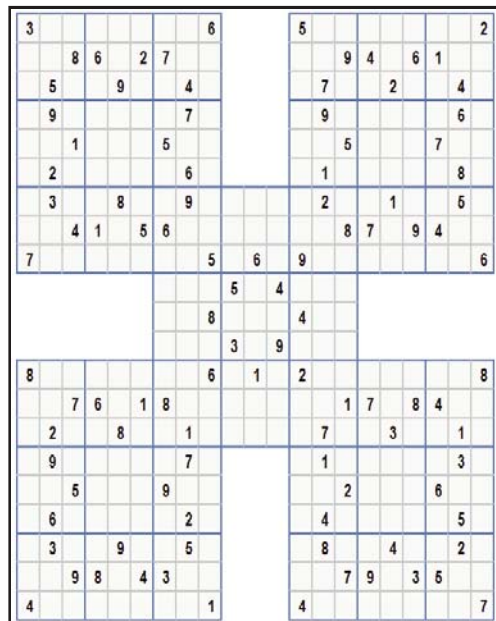 3 6 5 2
8 6 2 7 9 4 6 1
5 9 4 7 2 4
9 7 9 6
1 5 5 7
2 6 1 8
3 8 9 2 1 5
4 1 5 6 8 7 9 4
7 5 6 9 6
5 4
8 4
3 9
8 6 1 2 8
7 6 1 8 1 7 8 4
2 8 1 7 3 1
9 7 1 3
5 9 2 6
6 2 4 5
3 9 5 8 4 2
9 8 4 3 7 9 3 5
4 1 4 7